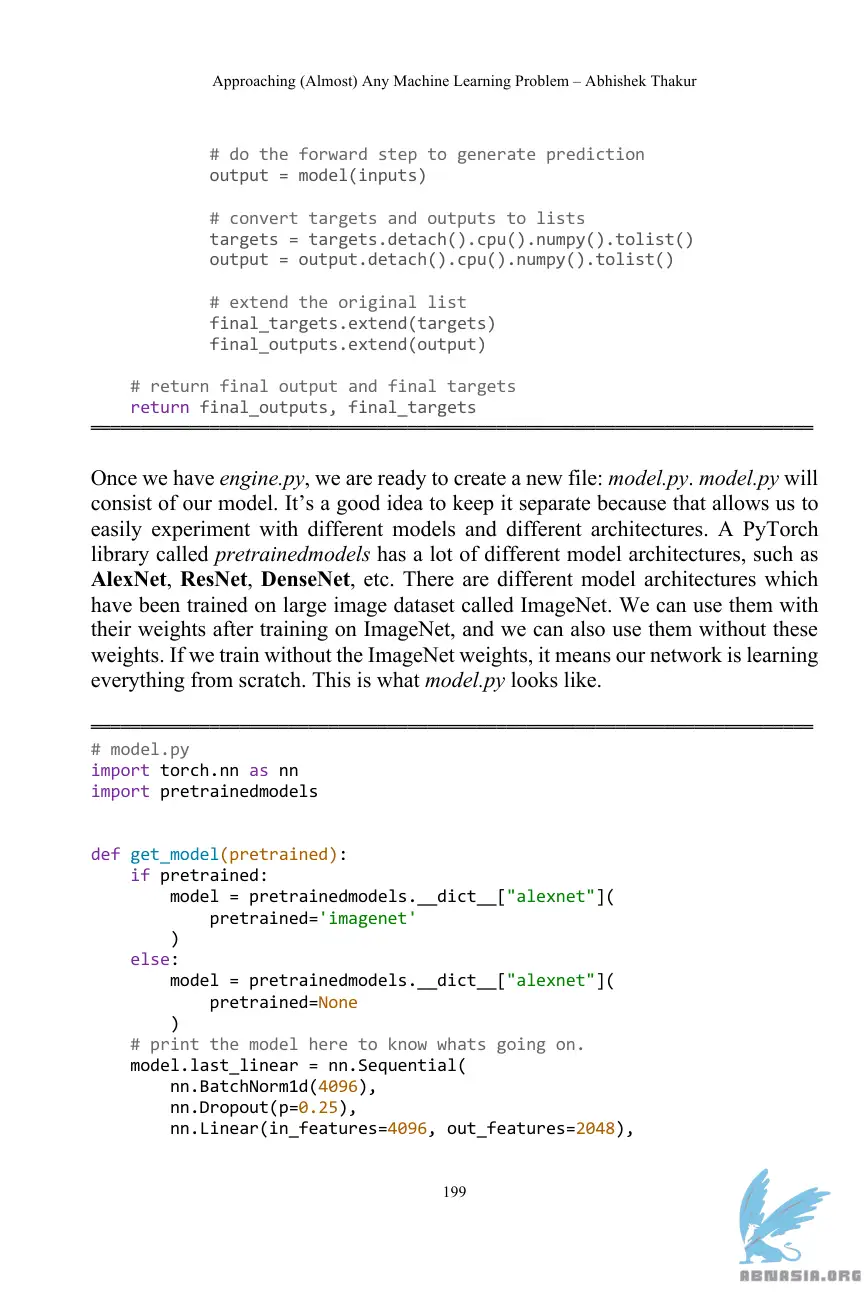 Approaching (Almost) Any Machine Learning Problem – Abhishek Thakur
            # do the forward step to generate prediction
            output = model(inputs)
            # convert targets and outputs to lists
            targets = targets.detach().cpu().numpy().tolist()
            output = output.detach().cpu().numpy().tolist()
            # extend the original list
            final_targets.extend(targets)
            final_outputs.extend(output)
    # return final output and final targets
    return final_outputs, final_targets
Once we have engine.py, we are ready to create a new file: model.py. model.py will
consist of our model. It’s a good idea to keep it separate because that allows us to
easily experiment with different models and different architectures. A PyTorch
library called pretrainedmodels has a lot of different model architectures, such as
AlexNet, ResNet, DenseNet, etc. There are different model architectures which
have been trained on large image dataset called ImageNet. We can use them with
their weights after training on ImageNet, and we can also use them without these
weights. If we train without the ImageNet weights, it means our network is learning
everything from scratch. This is what model.py looks like.
# model.py
import torch.nn as nn
import pretrainedmodels
def get_model(pretrained):
    if pretrained:
        model = pretrainedmodels.__dict__["alexnet"](
            pretrained='imagenet'
        )
    else:
        model = pretrainedmodels.__dict__["alexnet"](
            pretrained=None
        )
    # print the model here to know whats going on.
    model.last_linear = nn.Sequential(
        nn.BatchNorm1d(4096),
        nn.Dropout(p=0.25),
        nn.Linear(in_features=4096, out_features=2048),
199
ABNASIA.ORG